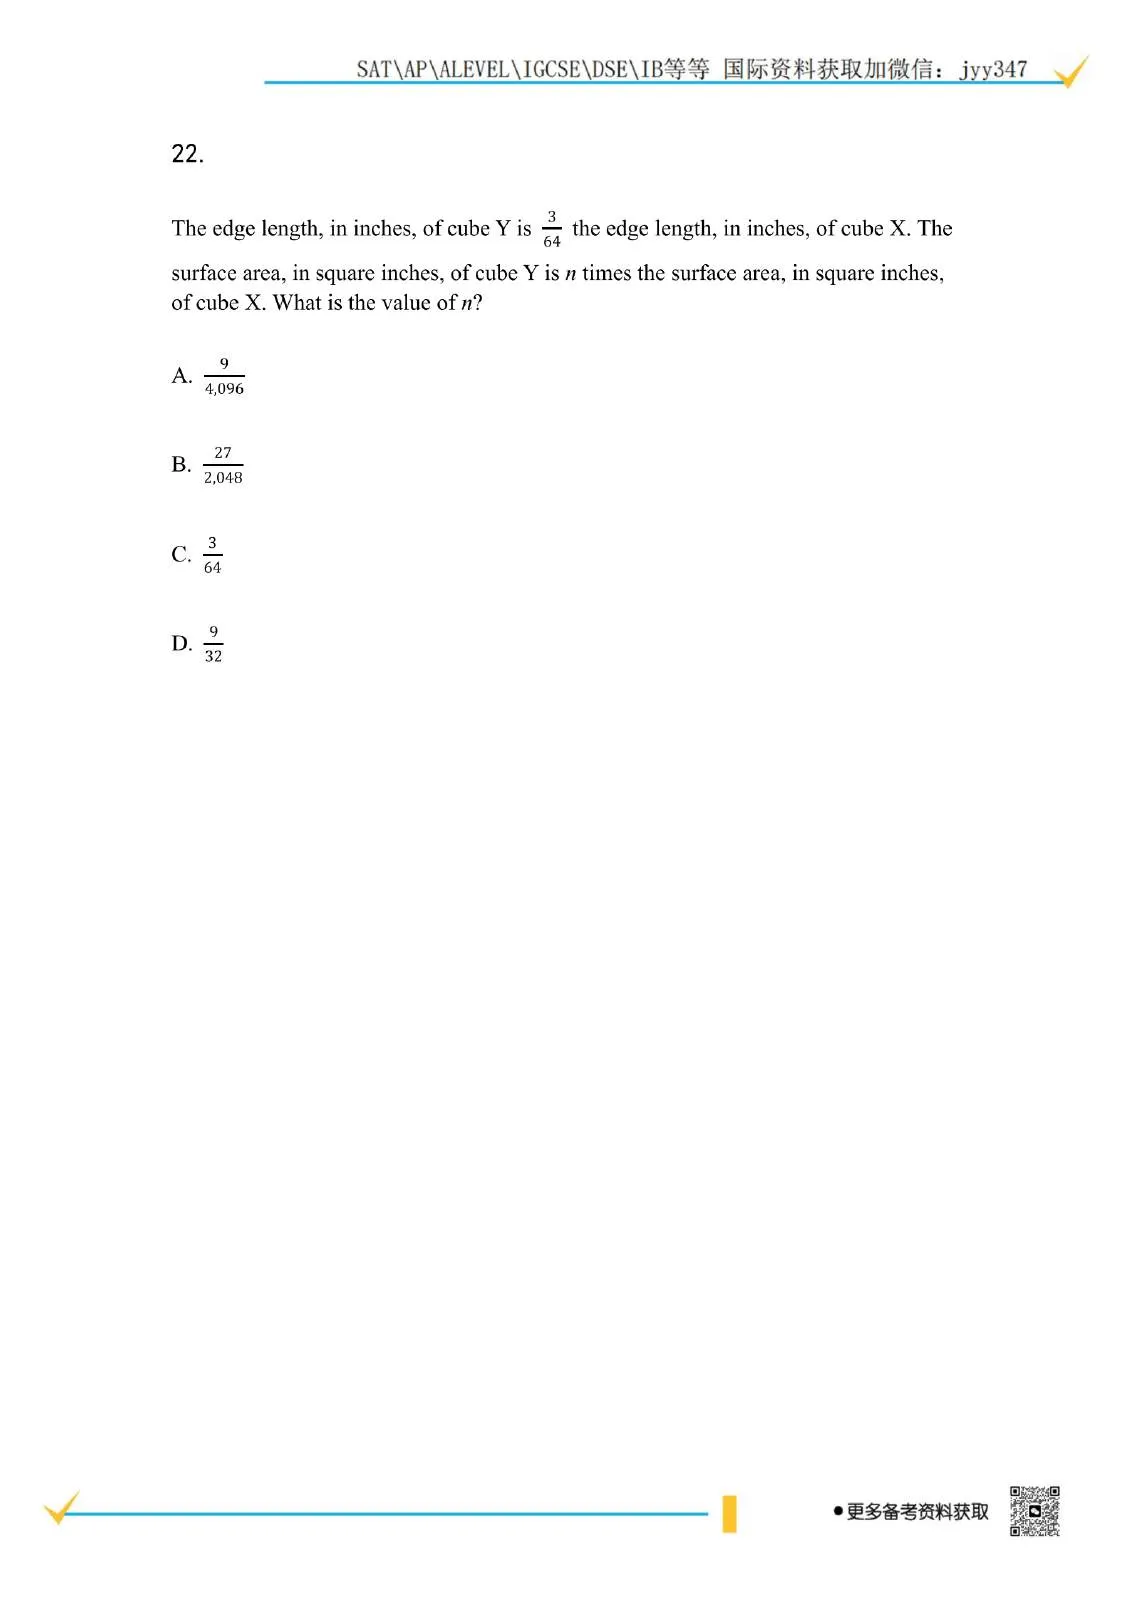 SAT\AP\ALEVEL\IGCSE\DSE\IB等等 国际资料获取加微信：jyy347
22.
The edge length, in inches, of cube Y is 3/64 the edge length, in inches, of cube X. The
surface area, in square inches, of cube Y is n times the surface area, in square inches,
of cube X. What is the value of n?
A. 9/4,096
B. 27/2,048
C. 3/64
D. 9/32
●更多备考资料获取